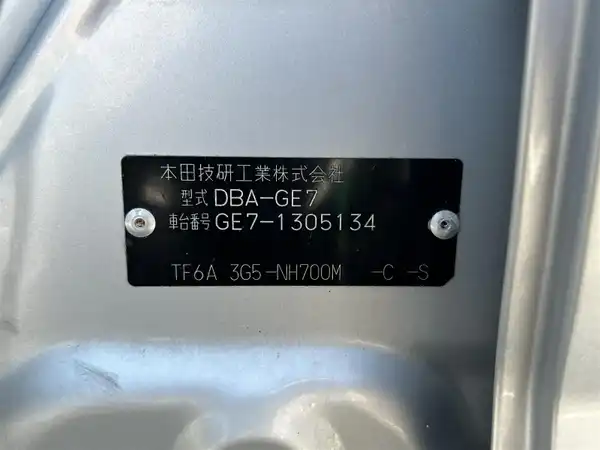 本田技研工業株式会社
型式 DBA-GE7
車台番号 GE7-1305134
TF6A 3G5-NH700M -C -S